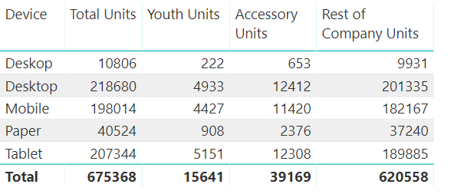 Device Total Units Youth Units Accessory Units Rest of Company Units
Deskop 10806 222 653 9931
Desktop 218680 4933 12412 201335
Mobile 198014 4427 11420 182167
Paper 40524 908 2376 37240
Tablet 207344 5151 12308 189885
Total 675368 15641 39169 620558